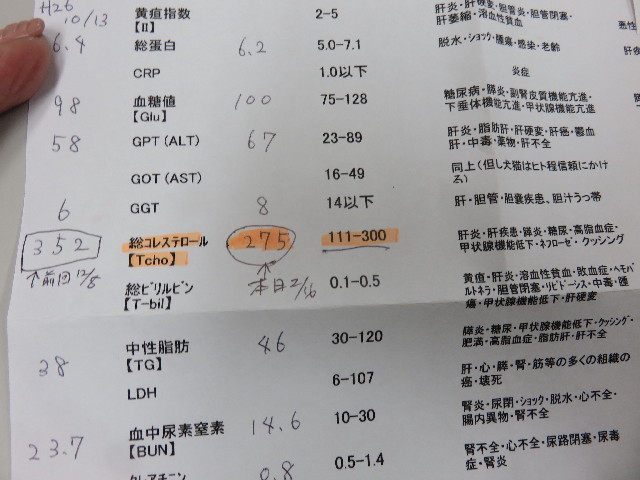 H26
10/13
黄疸指数 2-5 肝炎・肝硬変・胆管炎・胆管閉塞・
【II】 肝萎縮・溶血性貧血
6.4 総蛋白 6.2 5.0-7.1 脱水・ショック・腫瘍・感染・老齢
CRP 1.0以下 炎症
98 血糖値 100 75-128 糖尿病・膵炎・副腎皮質機能亢進・
【Glu】 下垂体機能亢進・甲状腺機能亢進
58 GPT(ALT) 67 23-89 肝炎・脂肪肝・肝硬変・肝癌・鬱血
肝・中毒・薬物・肝不全
GOT(AST) 16-49 同上(但し犬猫はヒト程信頼にかけ
る)
6 GGT 8 14以下 肝・胆管・胆嚢疾患、胆汁うっ帯
352 総コレステロール 275 111-300 肝炎・肝疾患・膵炎・糖尿・高脂血症・
【Tcho】 甲状腺機能低下・ネフローゼ・クッシング
↑前回12/8 ↑本日2/16
総ビリルビン 0.1-0.5 黄疸・肝炎・溶血性貧血・敗血症・ヘモバ
【T-bil】 ルトネラ・胆管閉塞・リピドーシス・中毒・腫
瘍・甲状腺機能低下・肝硬変
38 中性脂肪 46 30-120 膵炎・糖尿・甲状腺機能低下・クッシング・
【TG】 肥満・高脂血症・脂肪肝・肝不全
LDH 6-107 肝・心・膵・腎・筋等の多くの組織の
癌・壊死
23.7 血中尿素窒素 14.6 10-30 腎炎・尿閉・ショック・脱水・心不全・
【BUN】 腸内異物・腎不全
クレアチニン 0.8 0.5-1.4 腎不全・心不全・尿路閉塞・尿毒
症・腎炎